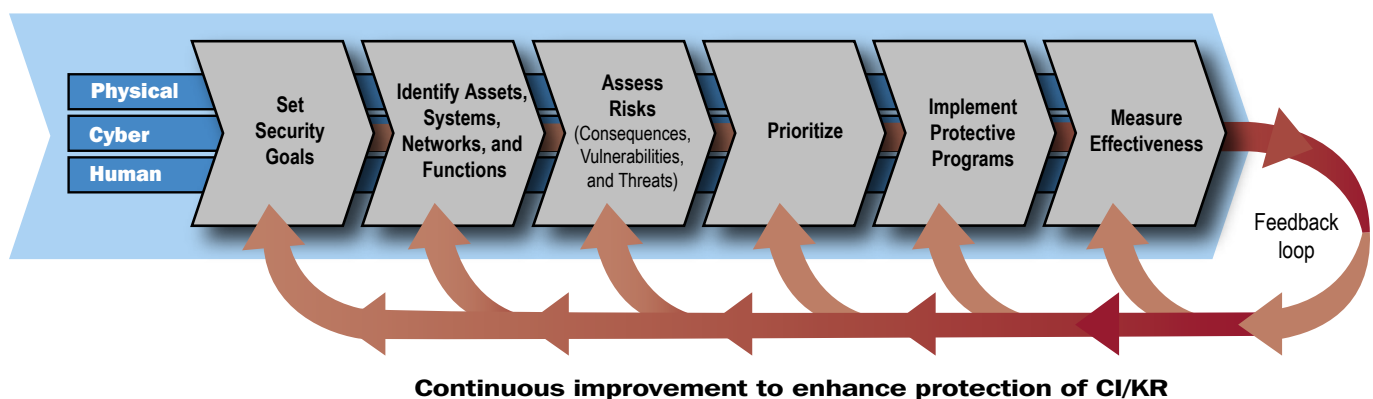 Physical
Cyber
Human
Set
Security
Goals
Identify Assets,
Systems,
Networks, and
Functions
Assess
Risks
(Consequences,
Vulnerabilities,
and Threats)
Prioritize
Implement
Protective
Programs
Measure
Effectiveness
Feedback
loop
Continuous improvement to enhance protection of CI/KR